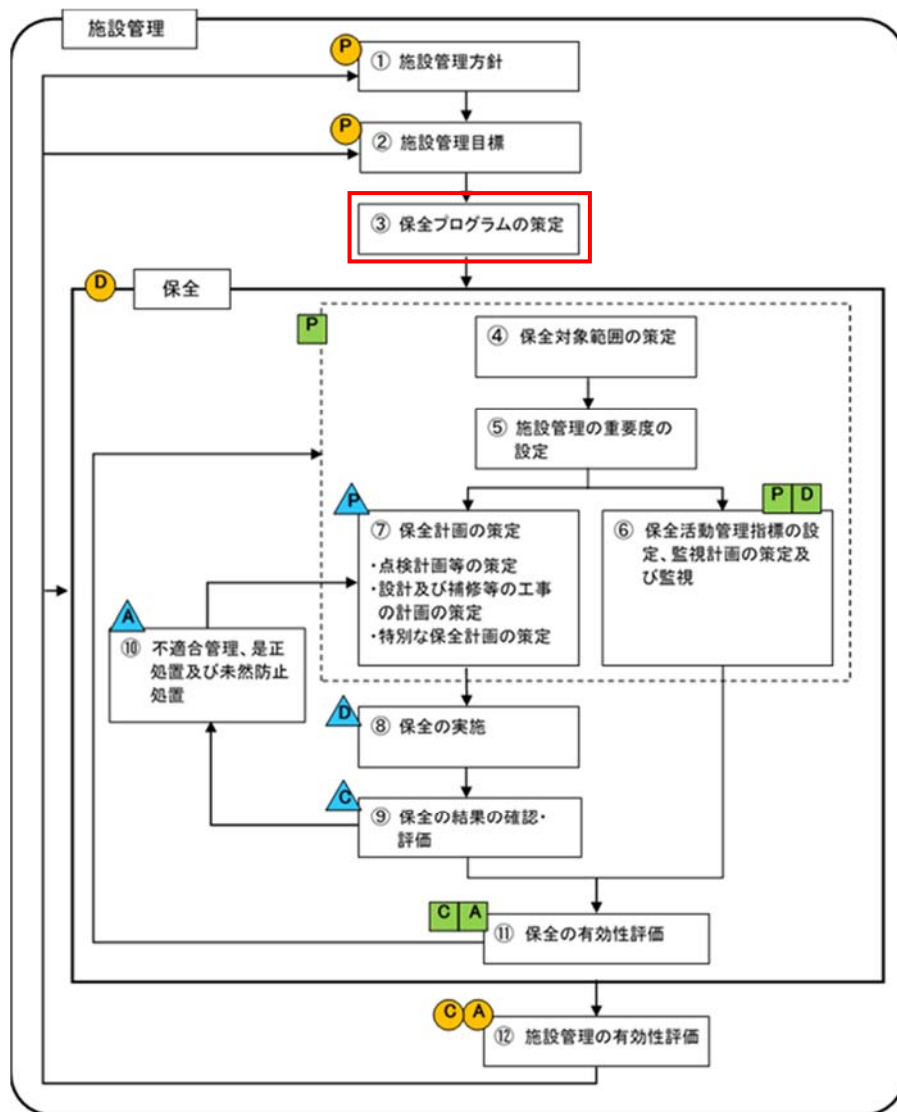 施設管理
P
① 施設管理方針
P
② 施設管理目標
③ 保全プログラムの策定
D
保全
P
④ 保全対象範囲の策定
⑤ 施設管理の重要度の
設定
P
⑦ 保全計画の策定
・点検計画等の策定
・設計及び補修等の工事
の計画の策定
・特別な保全計画の策定
P D
⑥ 保全活動管理指標の設
定、監視計画の策定及
び監視
A
⑩ 不適合管理、是正
処置及び未然防止
処置
D
⑧ 保全の実施
C
⑨ 保全の結果の確認・
評価
C A
⑪ 保全の有効性評価
C A
⑫ 施設管理の有効性評価